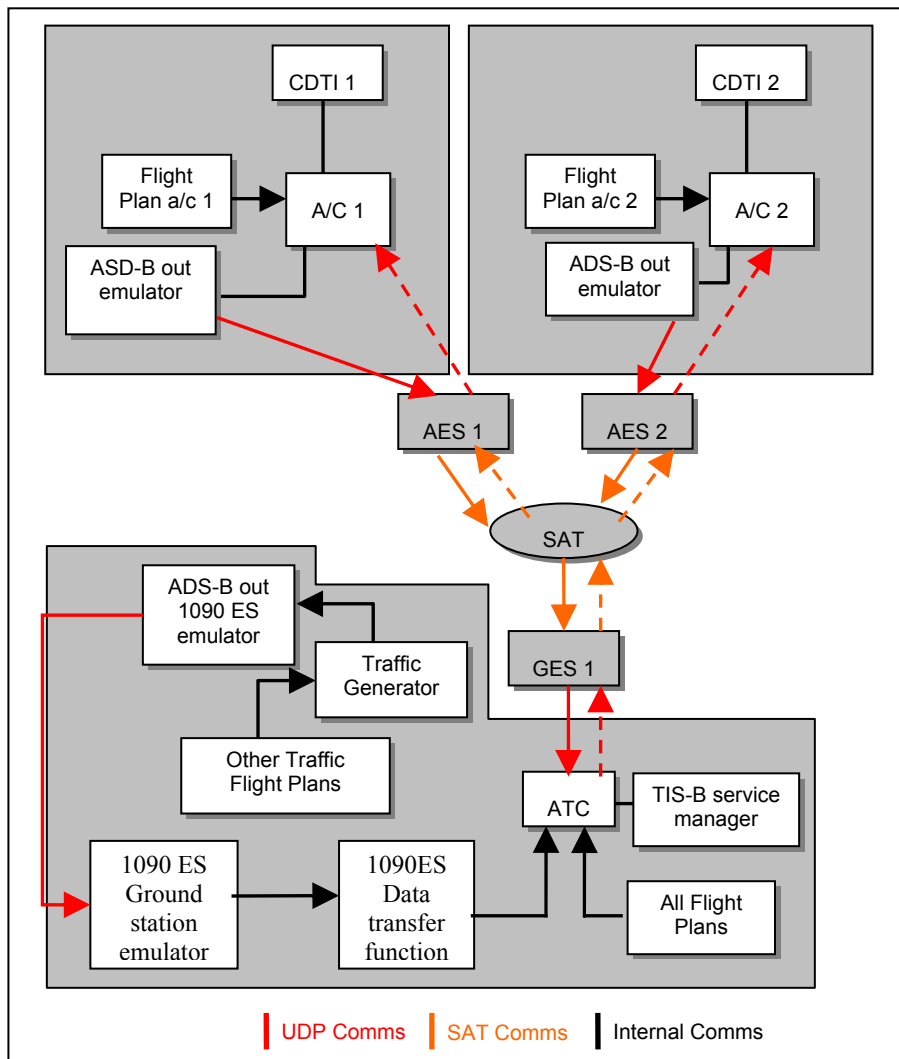 CDTI 1
CDTI 2
Flight
Plan a/c 1
A/C 1
Flight
Plan a/c 2
A/C 2
ASD-B out
emulator
ADS-B out
emulator
AES 1
AES 2
SAT
ADS-B out
1090 ES
emulator
Traffic
Generator
GES 1
Other Traffic
Flight Plans
ATC
TIS-B service
manager
1090 ES
Ground
station
emulator
1090ES
Data
transfer
function
All Flight
Plans
UDP Comms
SAT Comms
Internal Comms